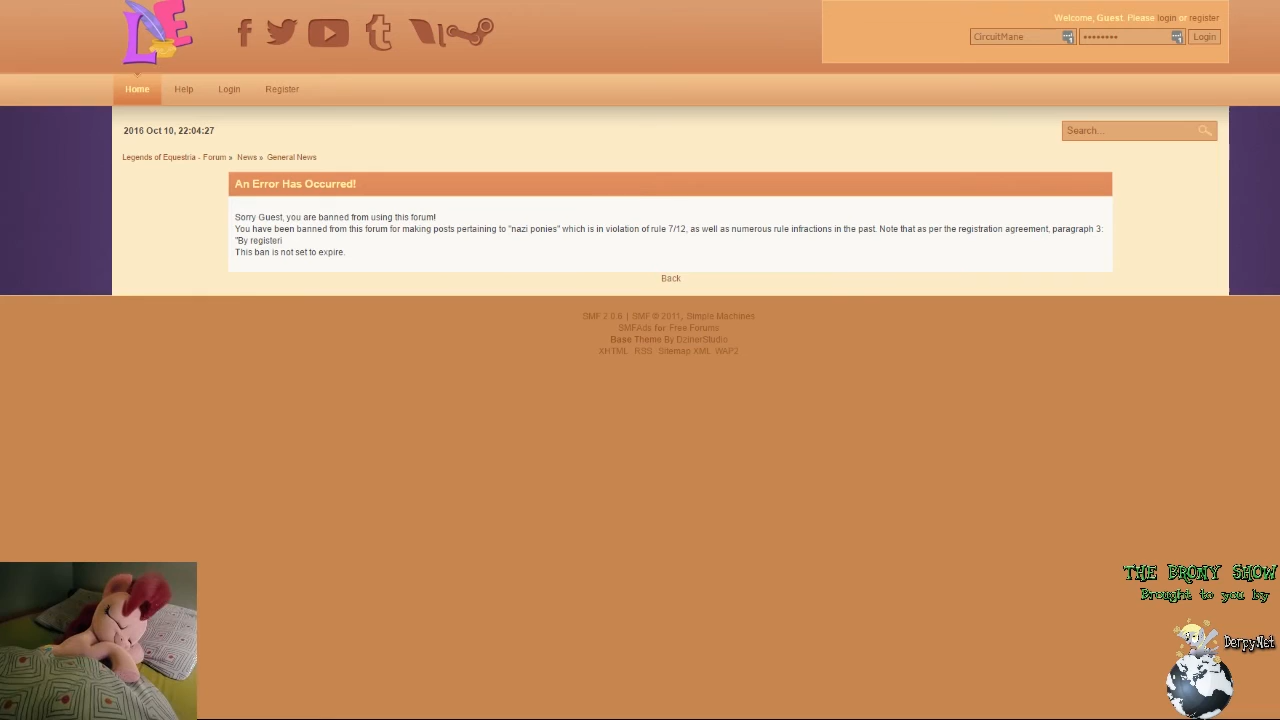 LE
Welcome, Guest. Please login or register
CircuitMane
••••••••
Login
Home
Help
Login
Register
2016 Oct 10, 22:04:27
Search...
Legends of Equestria - Forum » News » General News
An Error Has Occurred!
Sorry Guest, you are banned from using this forum!
You have been banned from this forum for making posts pertaining to "nazi ponies" which is in violation of rule 7/12, as well as numerous rule infractions in the past. Note that as per the registration agreement, paragraph 3:
"By registeri
This ban is not set to expire.
Back
SMF 2.0.6 | SMF © 2011, Simple Machines
SMFAds for Free Forums
Base Theme By DzinerStudio
XHTML RSS Sitemap XML WAP2
THE BRONY SHOW
Brought to you by
Derpy.Net